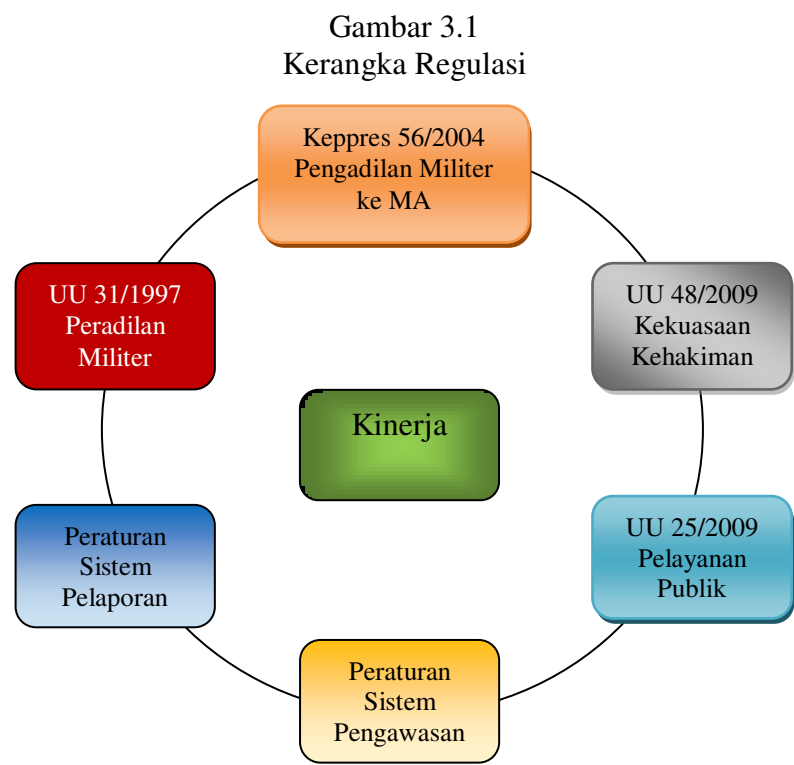 Gambar 3.1
Kerangka Regulasi
Keppres 56/2004
Pengadilan Militer
ke MA
UU 31/1997
Peradilan
Militer
UU 48/2009
Kekuasaan
Kehakiman
Kinerja
Peraturan
Sistem
Pelaporan
UU 25/2009
Pelayanan
Publik
Peraturan
Sistem
Pengawasan